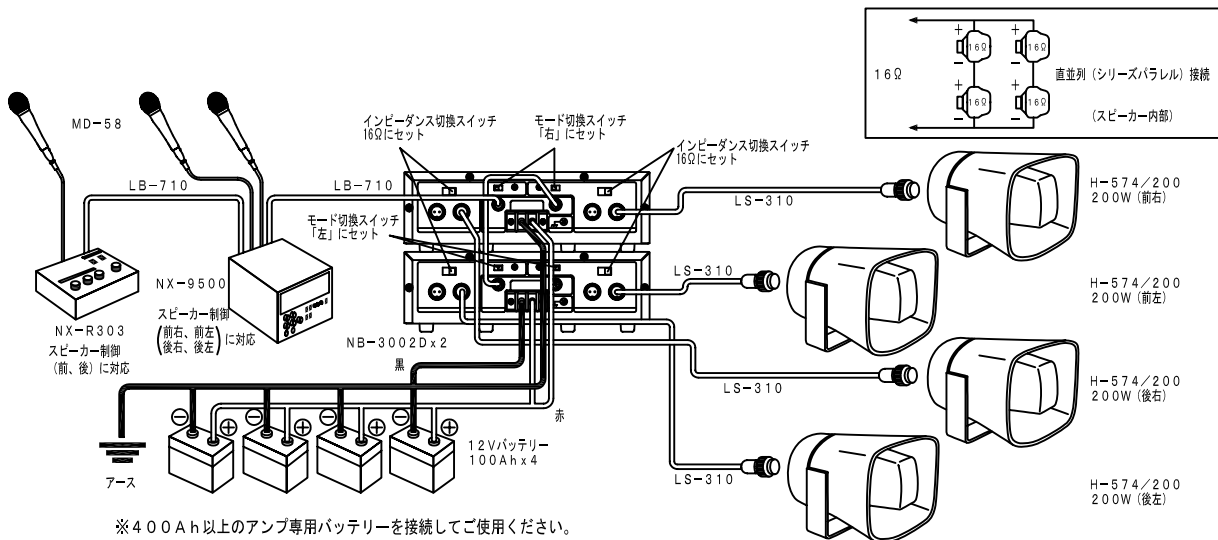 MD-58
LB-710
LB-710
インピーダンス切換スイッチ
16Ωにセット
モード切換スイッチ
「右」にセット
インピーダンス切換スイッチ
16Ωにセット
モード切換スイッチ
「左」にセット
16Ω
+
+
16Ω
16Ω
−
−
+
+
16Ω
16Ω
−
−
直並列（シリーズパラレル）接続
（スピーカー内部）
LS-310
H-574/200
200W（前右）
LS-310
H-574/200
200W（前左）
LS-310
H-574/200
200W（後右）
LS-310
H-574/200
200W（後左）
NX-R303
スピーカー制御
（前、後）に対応
NX-9500
スピーカー制御
（前右、前左
後右、後左）に対応
NB-3002Dx2
黒
赤
− + − + − + − +
12Vバッテリー
100Ahx4
アース
※400Ah以上のアンプ専用バッテリーを接続してご使用ください。